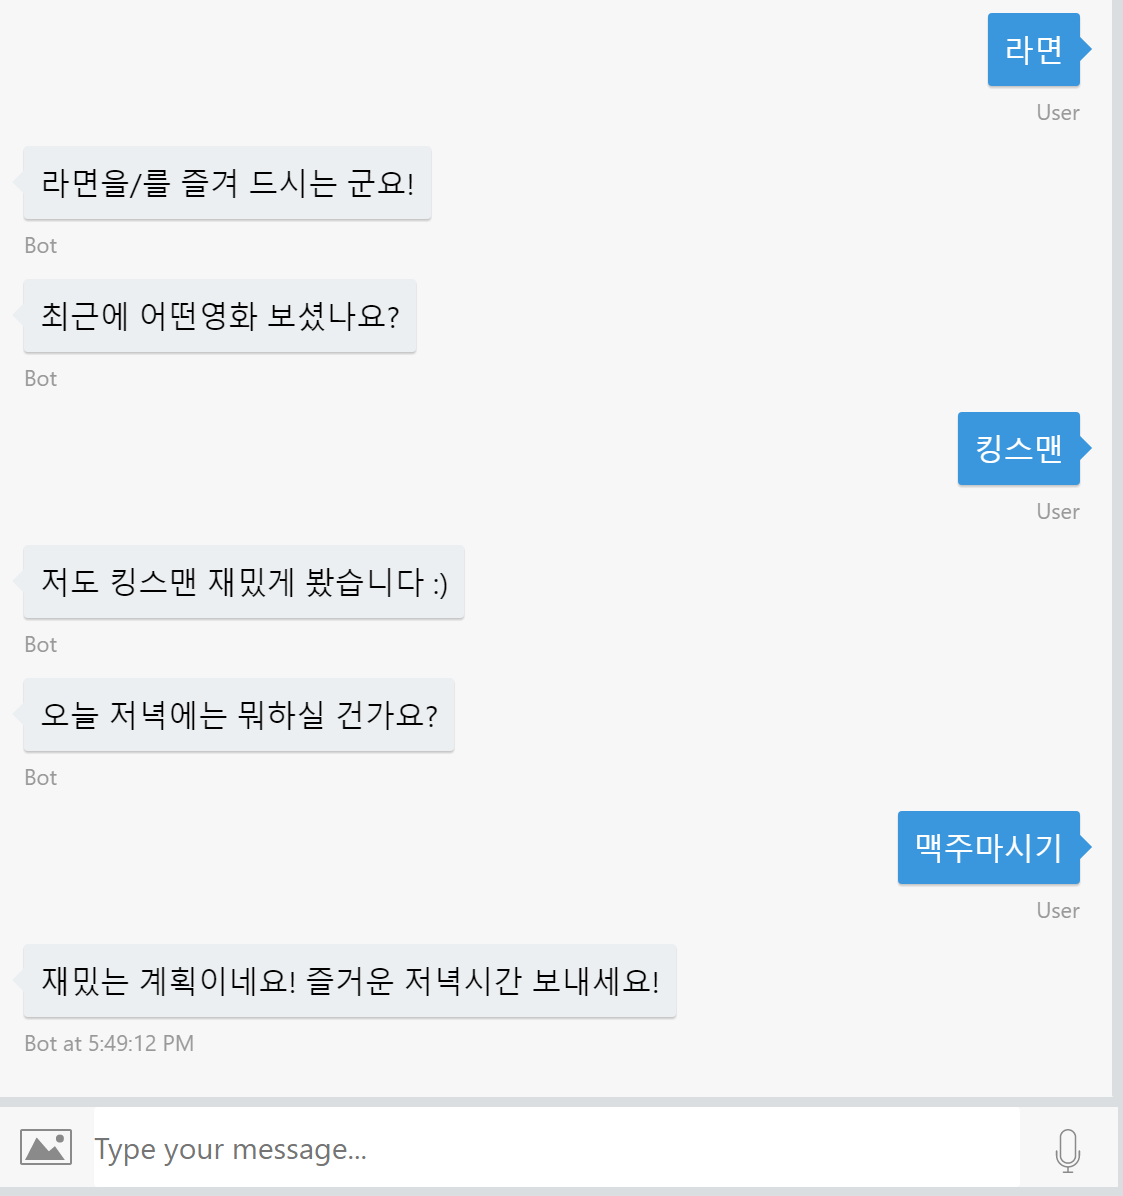 라면
User
라면을/를 즐겨 드시는 군요!
Bot
최근에 어떤영화 보셨나요?
Bot
킹스맨
User
저도 킹스맨 재밌게 봤습니다 :)
Bot
오늘 저녁에는 뭐하실 건가요?
Bot
맥주마시기
User
재밌는 계획이네요! 즐거운 저녁시간 보내세요!
Bot at 5:49:12 PM
Type your message...